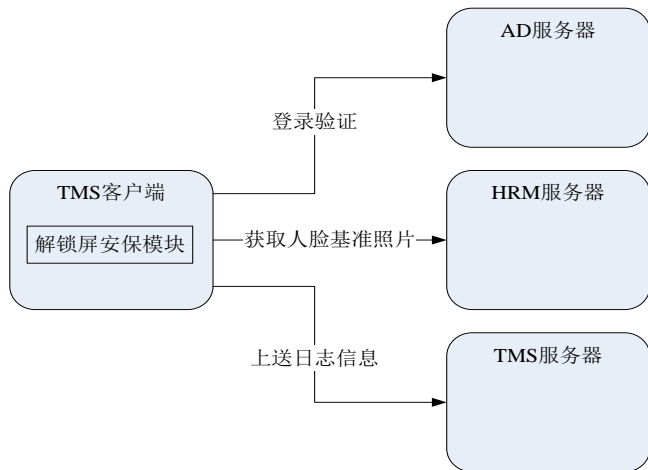 AD服务器
登录验证
TMS客户端
解锁屏安保模块
HRM服务器
获取人脸基准照片
上送日志信息
TMS服务器